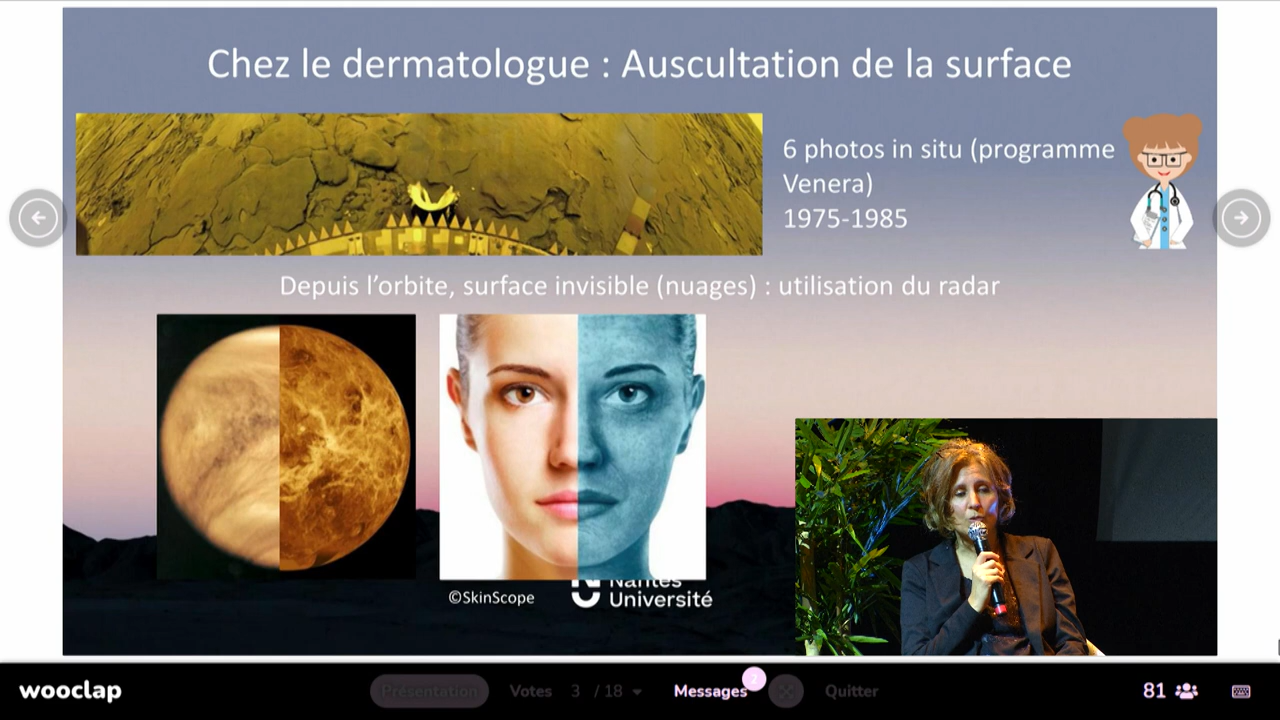 Chez le dermatologue : Auscultation de la surface
6 photos in situ (programme
Venera)
1975-1985
Depuis l’orbite, surface invisible (nuages) : utilisation du radar
©SkinScope
Nantes
Université
wooclap
Présentation
Votes
3 / 18
Messages
Quitter
81